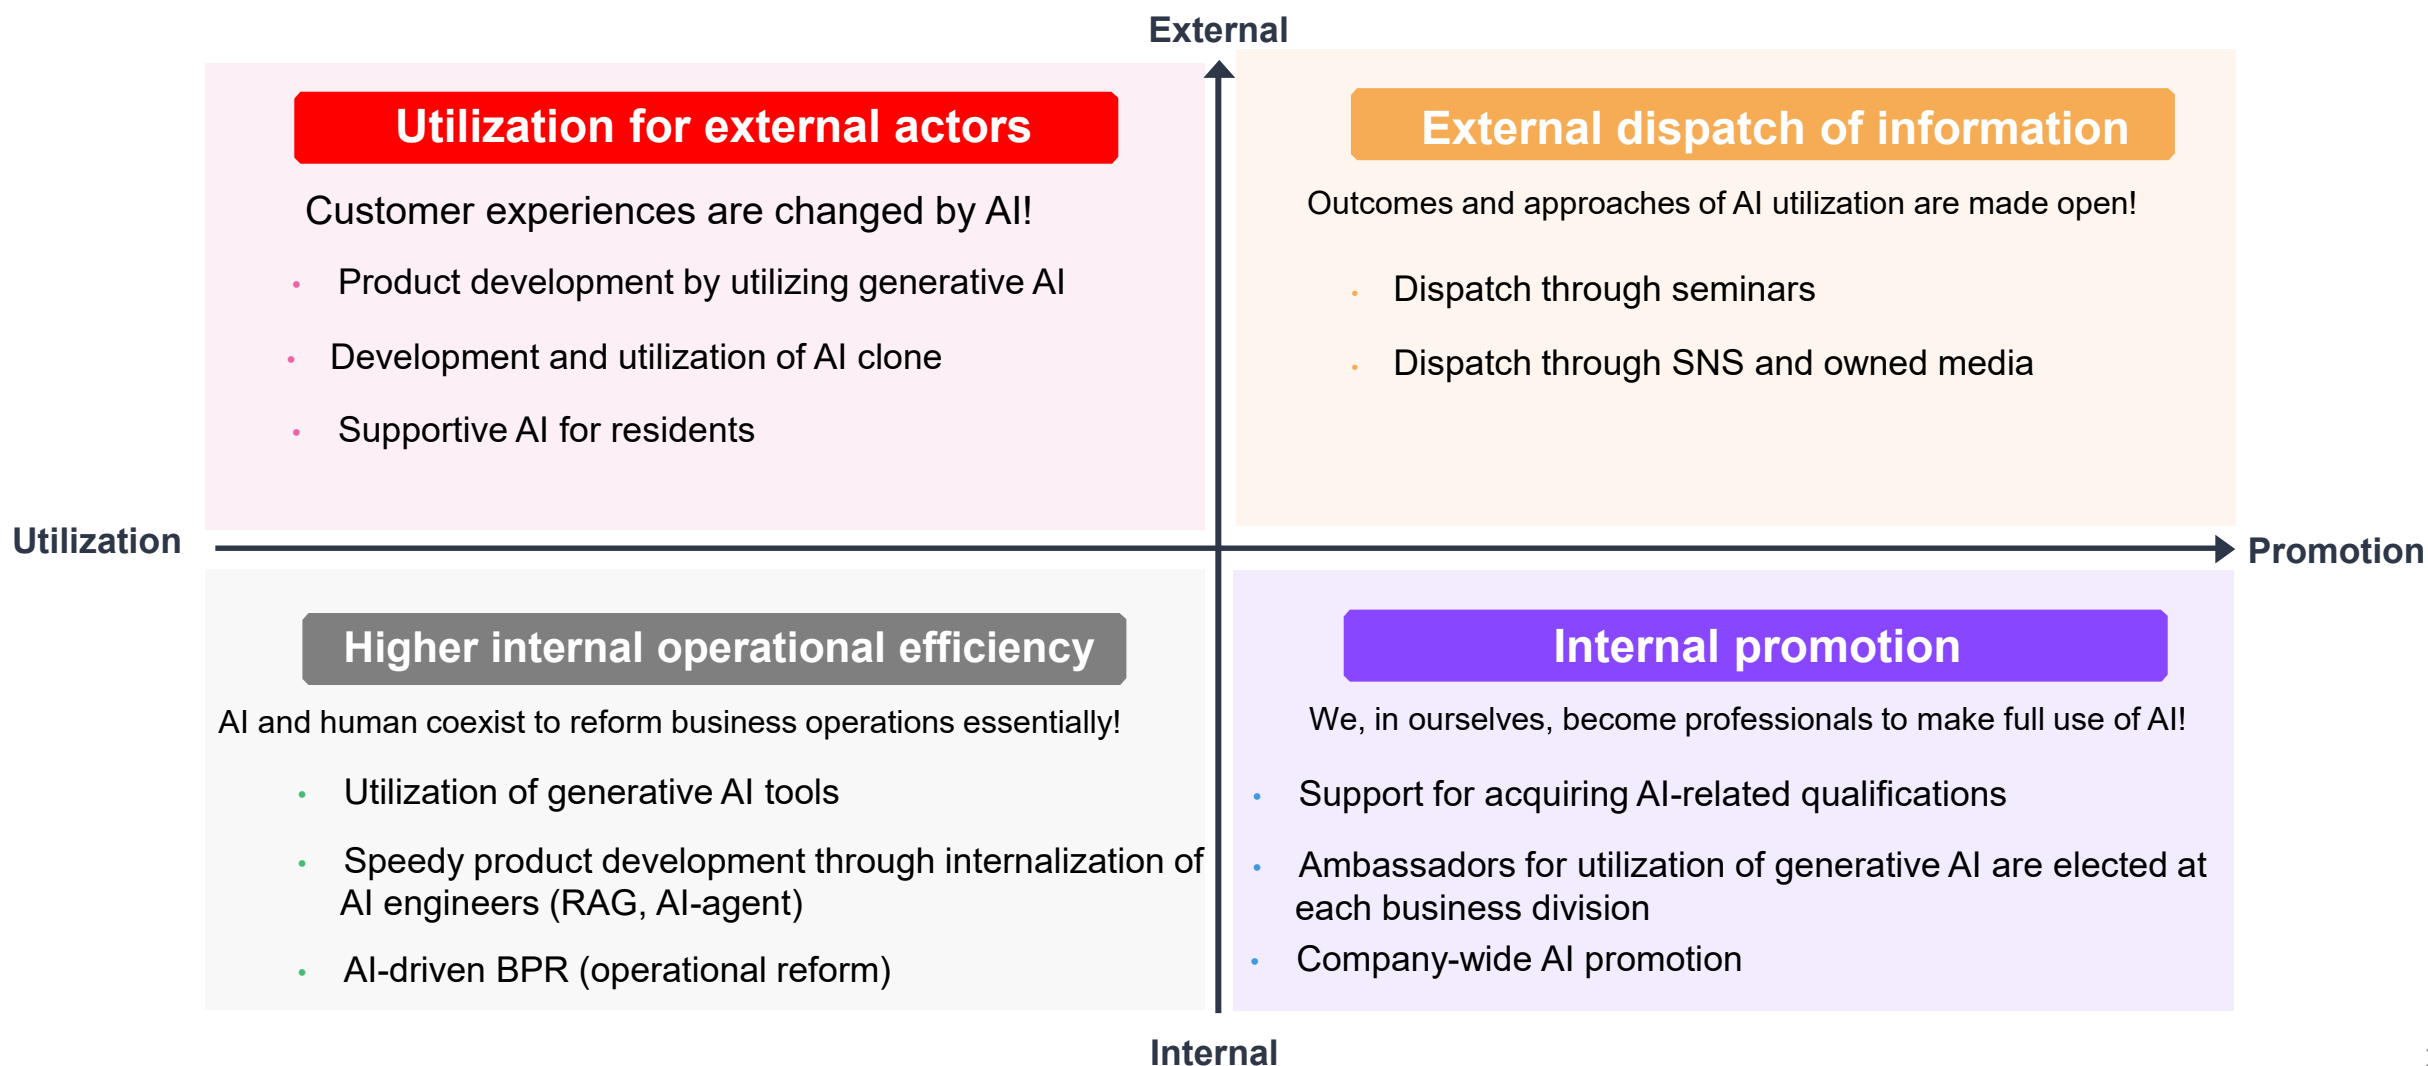 External
Utilization for external actors
Customer experiences are changed by AI!
• Product development by utilizing generative AI
• Development and utilization of AI clone
• Supportive AI for residents
External dispatch of information
Outcomes and approaches of AI utilization are made open!
• Dispatch through seminars
• Dispatch through SNS and owned media
Utilization
Promotion
Higher internal operational efficiency
AI and human coexist to reform business operations essentially!
• Utilization of generative AI tools
• Speedy product development through internalization of
AI engineers (RAG, AI-agent)
• AI-driven BPR (operational reform)
Internal promotion
We, in ourselves, become professionals to make full use of AI!
• Support for acquiring AI-related qualifications
• Ambassadors for utilization of generative AI are elected at
each business division
• Company-wide AI promotion
Internal